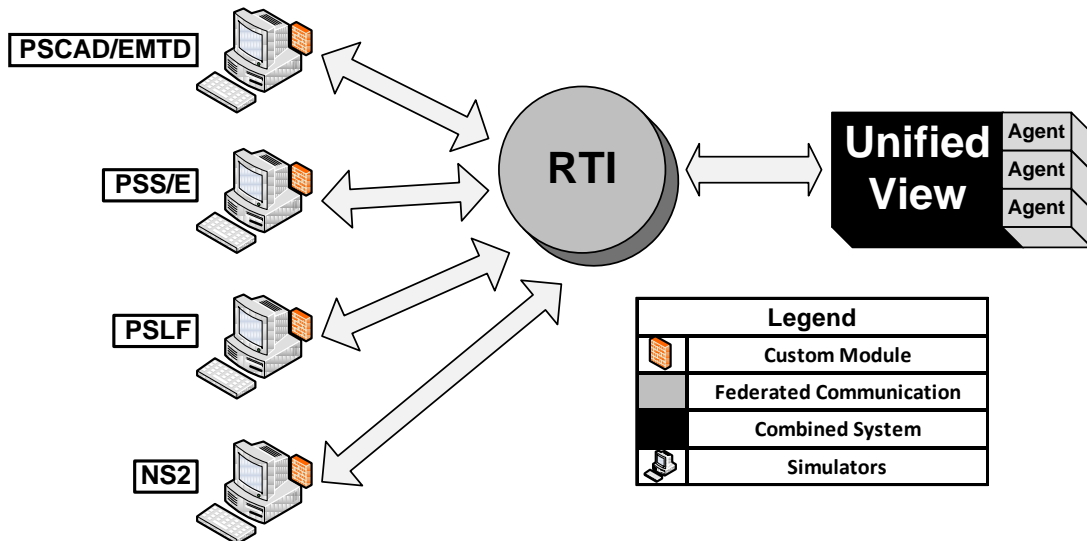 PSCAD/EMTD
PSS/E
PSLF
NS2
RTI
Unified
View
Agent
Agent
Agent
Legend
Custom Module
Federated Communication
Combined System
Simulators